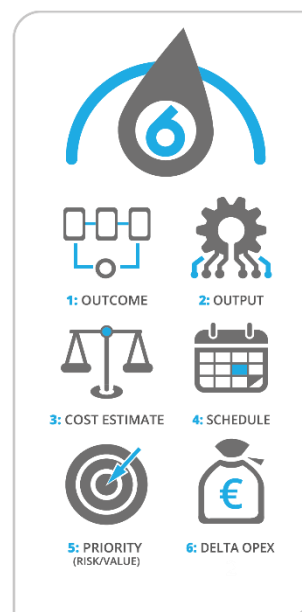 6
1: OUTCOME
2: OUTPUT
3: COST ESTIMATE
4: SCHEDULE
€
5: PRIORITY
(RISK/VALUE)
6: DELTA OPEX